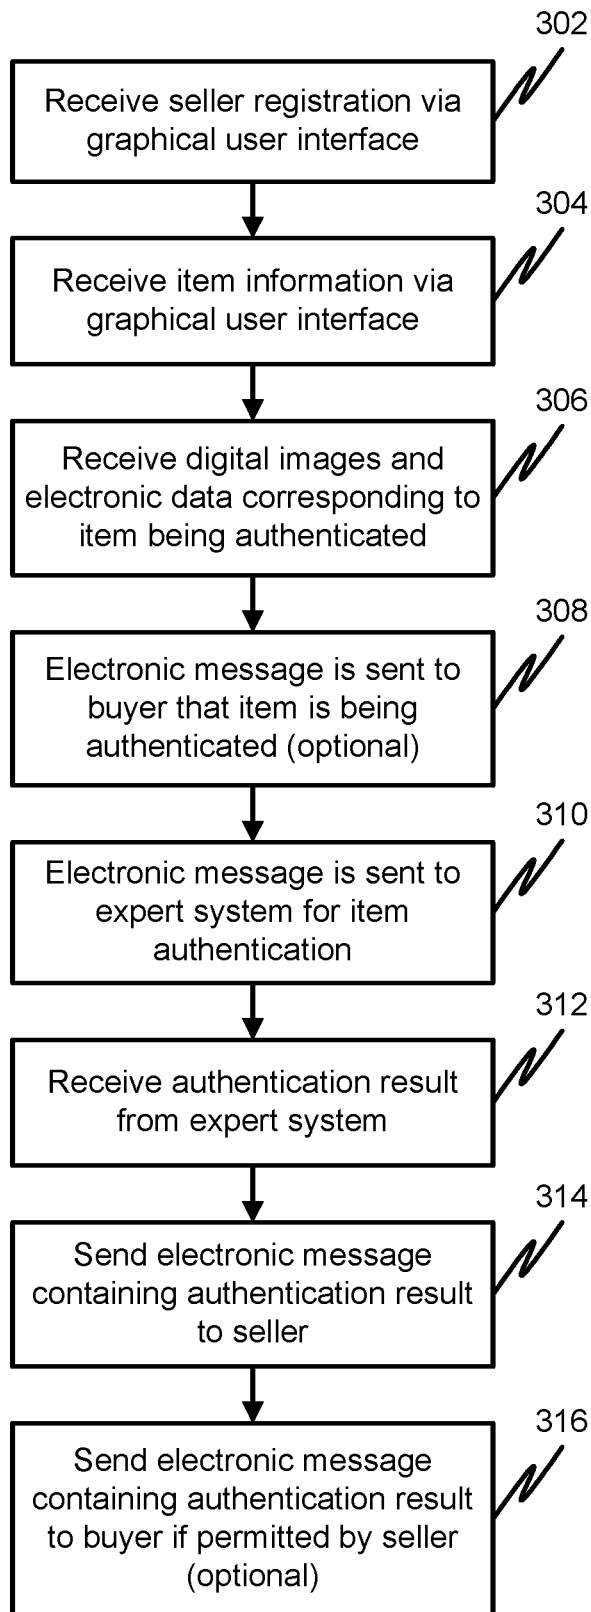 302
Receive seller registration via
graphical user interface
304
Receive item information via
graphical user interface
306
Receive digital images and
electronic data corresponding to
item being authenticated
308
Electronic message is sent to
buyer that item is being
authenticated (optional)
310
Electronic message is sent to
expert system for item
authentication
312
Receive authentication result
from expert system
314
Send electronic message
containing authentication result
to seller
316
Send electronic message
containing authentication result
to buyer if permitted by seller
(optional)